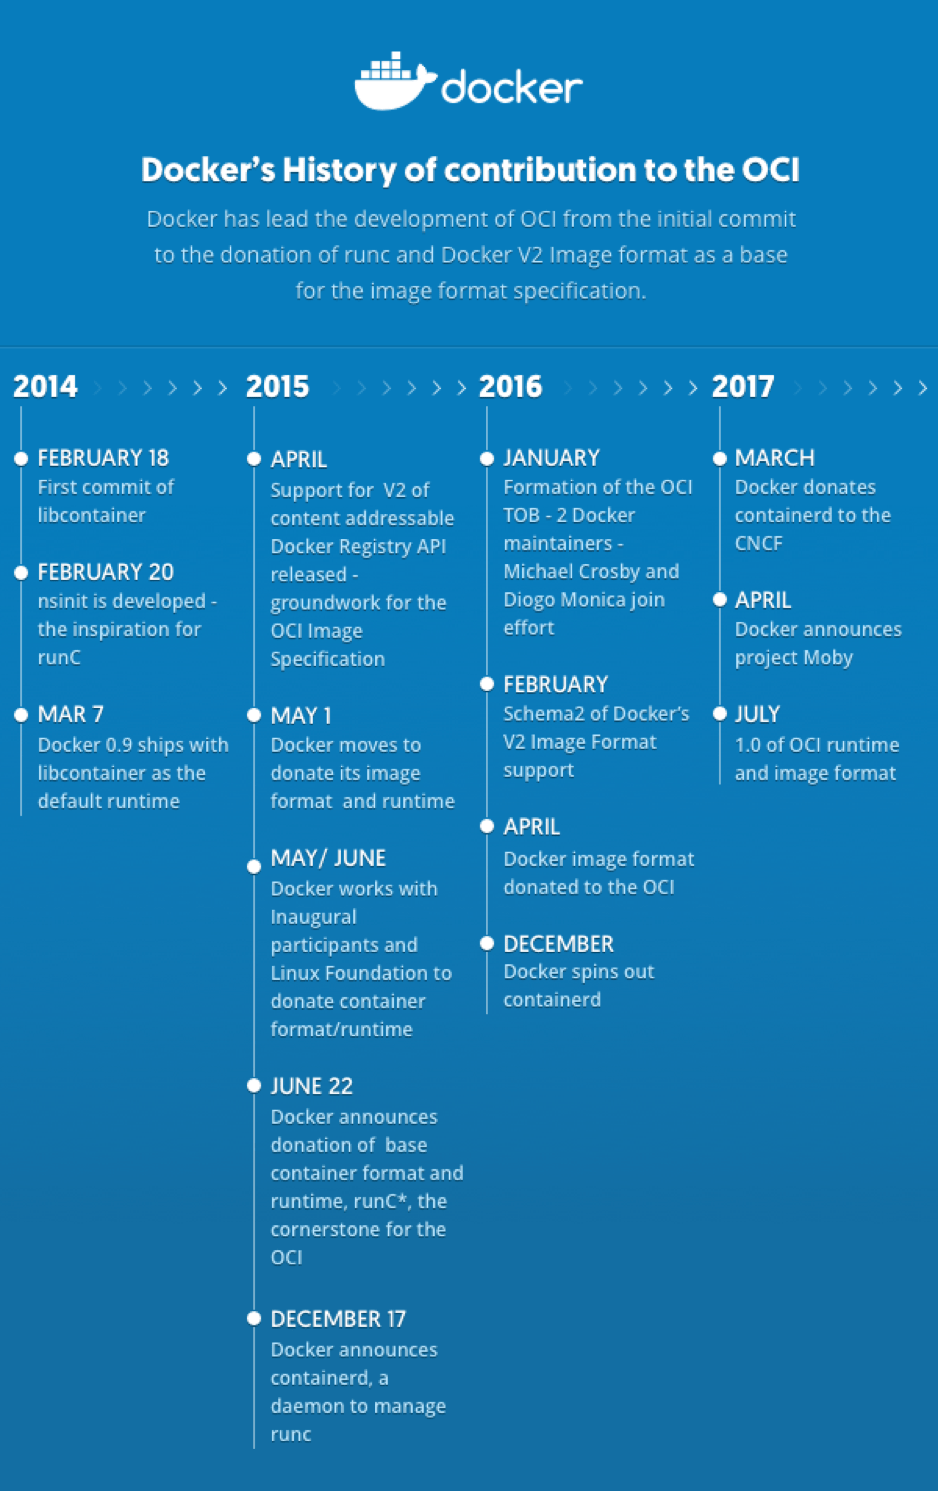 docker
Docker’s History of contribution to the OCI
Docker has lead the development of OCI from the initial commit
to the donation of runc and Docker V2 Image format as a base
for the image format specification.
2014
FEBRUARY 18
First commit of
libcontainer
FEBRUARY 20
nsinit is developed -
the inspiration for
runC
MAR 7
Docker 0.9 ships with
libcontainer as the
default runtime
2015
APRIL
Support for V2 of
content addressable
Docker Registry API
released -
groundwork for the
OCI Image
Specification
MAY 1
Docker moves to
donate its image
format and runtime
MAY/ JUNE
Docker works with
Inaugural
participants and
Linux Foundation to
donate container
format/runtime
JUNE 22
Docker announces
donation of base
container format and
runtime, runC*, the
cornerstone for the
OCI
DECEMBER 17
Docker announces
containerd, a
daemon to manage
runc
2016
JANUARY
Formation of the OCI
TOB - 2 Docker
maintainers -
Michael Crosby and
Diogo Monica join
effort
FEBRUARY
Schema2 of Docker’s
V2 Image Format
support
APRIL
Docker image format
donated to the OCI
DECEMBER
Docker spins out
containerd
2017
MARCH
Docker donates
containerd to the
CNCF
APRIL
Docker announces
project Moby
JULY
1.0 of OCI runtime
and image format